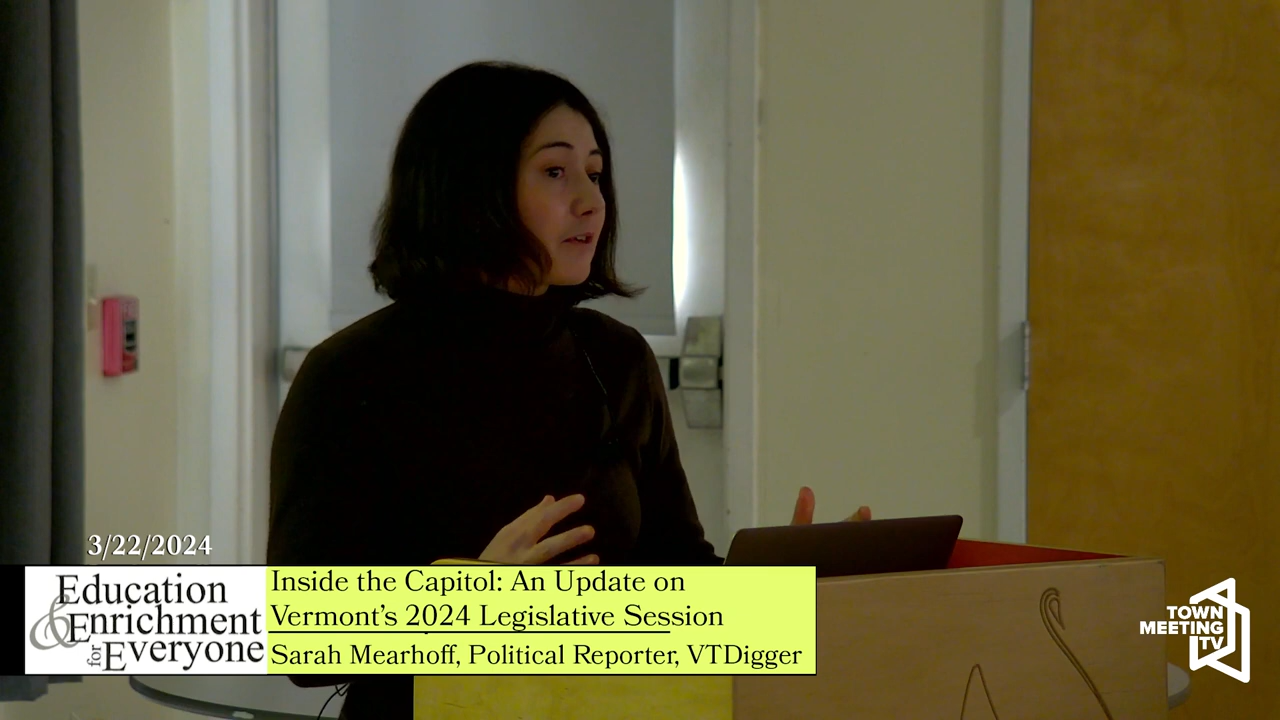 3/22/2024
Education
& Enrichment
for Everyone
Inside the Capitol: An Update on
Vermont's 2024 Legislative Session
Sarah Mearhoff, Political Reporter, VTDigger
TOWN
MEETING
TV